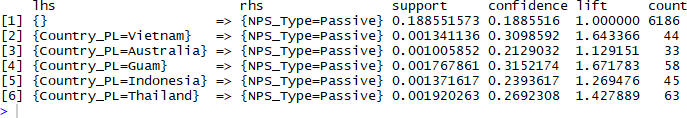 lhs rhs support confidence lift count
[1] {} => {NPS_Type=Passive} 0.188551573 0.1885516 1.000000 6186
[2] {Country_PL=Vietnam} => {NPS_Type=Passive} 0.001341136 0.3098592 1.643366 44
[3] {Country_PL=Australia} => {NPS_Type=Passive} 0.001005852 0.2129032 1.129151 33
[4] {Country_PL=Guam} => {NPS_Type=Passive} 0.001767861 0.3152174 1.671783 58
[5] {Country_PL=Indonesia} => {NPS_Type=Passive} 0.001371617 0.2393617 1.269476 45
[6] {Country_PL=Thailand} => {NPS_Type=Passive} 0.001920263 0.2692308 1.427889 63
>